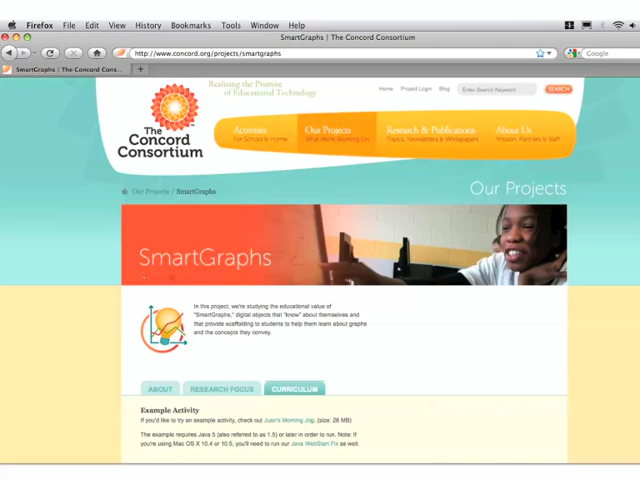 Firefox File Edit View History Bookmarks Tools Window Help
SmartGraphs | The Concord Consortium
http://www.concord.org/projects/smartgraphs
Google
SmartGraphs | The Concord Cons...
Realizing the Promise
of Educational Technology
Home Project Login Blog Enter Search Keyword SEARCH
The
Concord
Consortium
Activities
For School & Home
Our Projects
What We're Working On
Research & Publications
Topics, Newsletters & Whitepapers
About Us
Mission, Partners & Staff
Our Projects / SmartGraphs
Our Projects
SmartGraphs
In this project, we're studying the educational value of
"SmartGraphs," digital objects that "know" about themselves and
that provide scaffolding to students to help them learn about graphs
and the concepts they convey.
ABOUT RESEARCH FOCUS CURRICULUM
Example Activity
If you'd like to try an example activity, check out Juan's Morning Jog. (size: 28 MB)
The example requires Java 5 (also referred to as 1.5) or later in order to run. Note: If
you're using Mac OS X 10.4 or 10.5, you'll need to run our Java WebStart Fix as well.